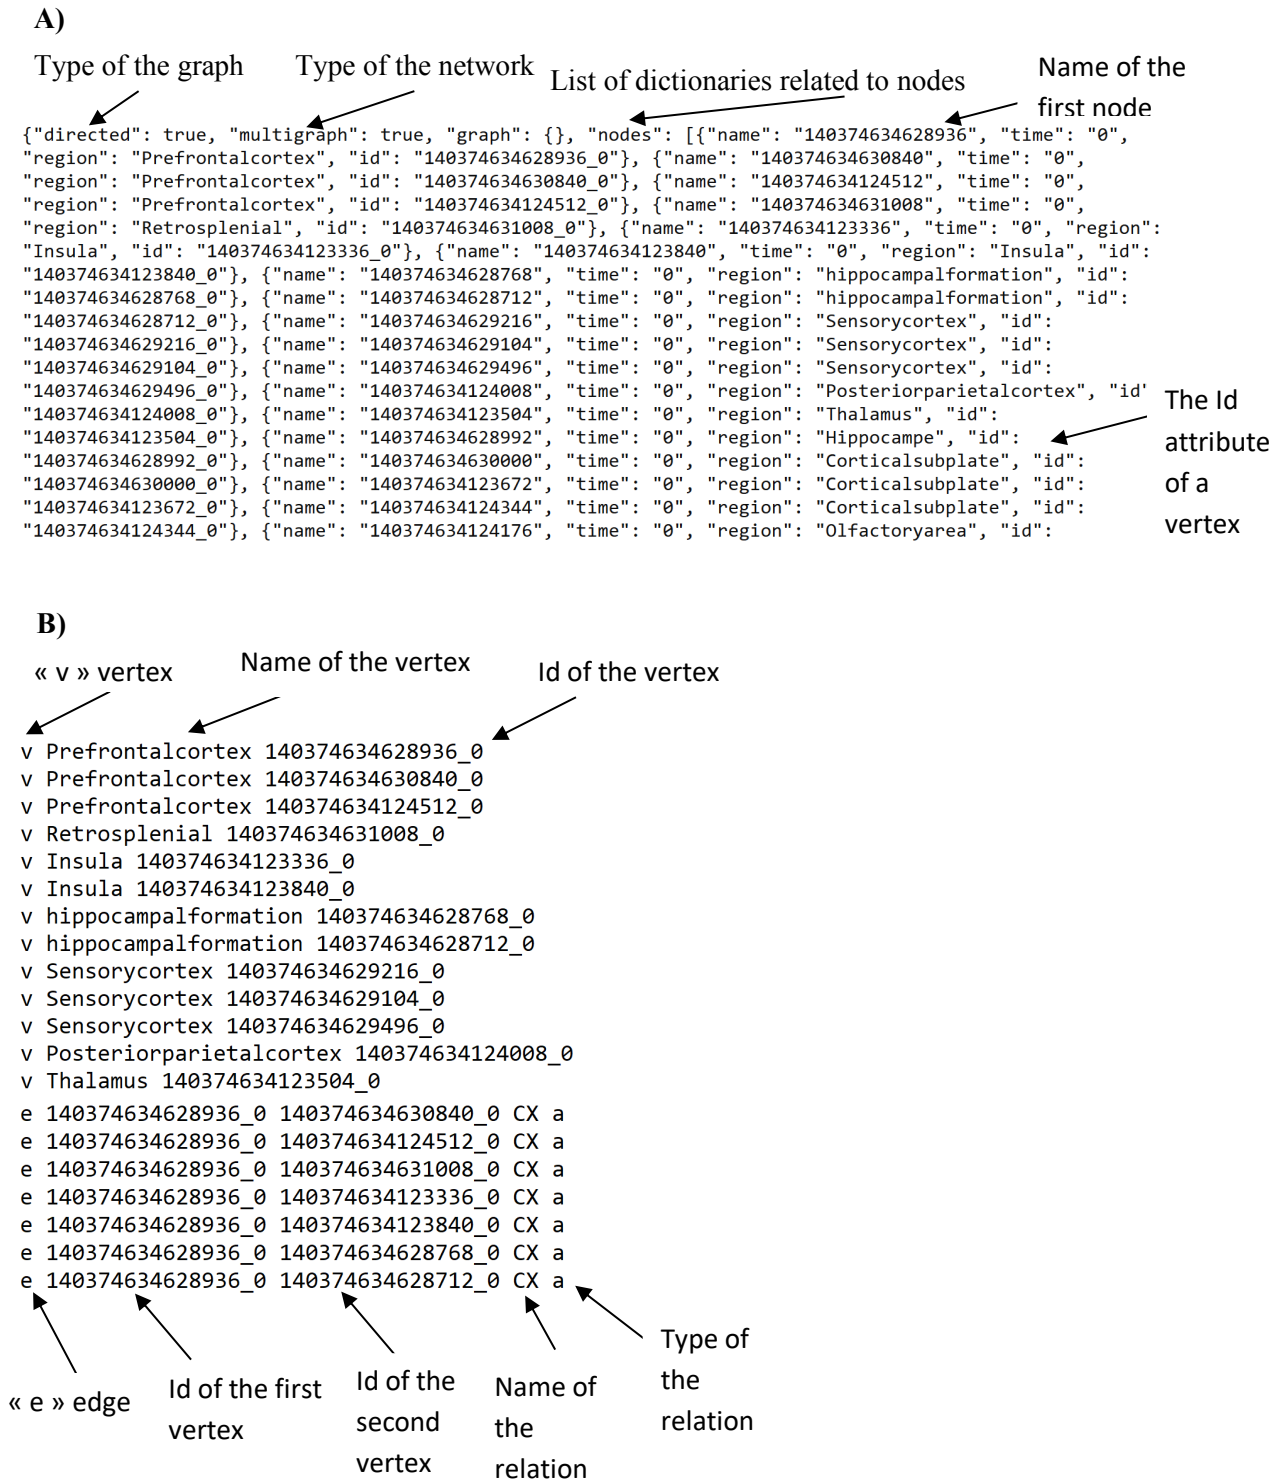 A)
Type of the graph
Type of the network
List of dictionaries related to nodes
Name of the
first node
{"directed": true, "multigraph": true, "graph": {}, "nodes": [{"name": "140374634628936", "time": "0",
"region": "Prefrontalcortex", "id": "140374634628936_0"}, {"name": "140374634630840", "time": "0",
"region": "Prefrontalcortex", "id": "140374634630840_0"}, {"name": "140374634124512", "time": "0",
"region": "Prefrontalcortex", "id": "140374634124512_0"}, {"name": "140374634631008", "time": "0",
"region": "Retrosplenial", "id": "140374634631008_0"}, {"name": "140374634123336", "time": "0", "region":
"Insula", "id": "140374634123336_0"}, {"name": "140374634123840", "time": "0", "region": "Insula", "id":
"140374634123840_0"}, {"name": "140374634628768", "time": "0", "region": "hippocampalformation", "id":
"140374634628768_0"}, {"name": "140374634628712", "time": "0", "region": "hippocampalformation", "id":
"140374634628712_0"}, {"name": "140374634629216", "time": "0", "region": "Sensorycortex", "id":
"140374634629216_0"}, {"name": "140374634629104", "time": "0", "region": "Sensorycortex", "id":
"140374634629104_0"}, {"name": "140374634629496", "time": "0", "region": "Sensorycortex", "id":
"140374634629496_0"}, {"name": "140374634124008", "time": "0", "region": "Posteriorparietalcortex", "id"
"140374634124008_0"}, {"name": "140374634123504", "time": "0", "region": "Thalamus", "id":
"140374634123504_0"}, {"name": "140374634628992", "time": "0", "region": "Hippocampe", "id":
"140374634628992_0"}, {"name": "140374634630000", "time": "0", "region": "Corticalsubplate", "id":
"140374634630000_0"}, {"name": "140374634123672", "time": "0", "region": "Corticalsubplate", "id":
"140374634123672_0"}, {"name": "140374634124344", "time": "0", "region": "Corticalsubplate", "id":
"140374634124344_0"}, {"name": "140374634124176", "time": "0", "region": "Olfactoryarea", "id":
The Id
attribute
of a
vertex
B)
« v » vertex
Name of the vertex
Id of the vertex
v Prefrontalcortex 140374634628936_0
v Prefrontalcortex 140374634630840_0
v Prefrontalcortex 140374634124512_0
v Retrosplenial 140374634631008_0
v Insula 140374634123336_0
v Insula 140374634123840_0
v hippocampalformation 140374634628768_0
v hippocampalformation 140374634628712_0
v Sensorycortex 140374634629216_0
v Sensorycortex 140374634629104_0
v Sensorycortex 140374634629496_0
v Posteriorparietalcortex 140374634124008_0
v Thalamus 140374634123504_0
e 140374634628936_0 140374634630840_0 CX a
e 140374634628936_0 140374634124512_0 CX a
e 140374634628936_0 140374634631008_0 CX a
e 140374634628936_0 140374634123336_0 CX a
e 140374634628936_0 140374634123840_0 CX a
e 140374634628936_0 140374634628768_0 CX a
e 140374634628936_0 140374634628712_0 CX a
« e » edge
Id of the first
vertex
Id of the
second
vertex
Name of
the
relation
Type of
the
relation